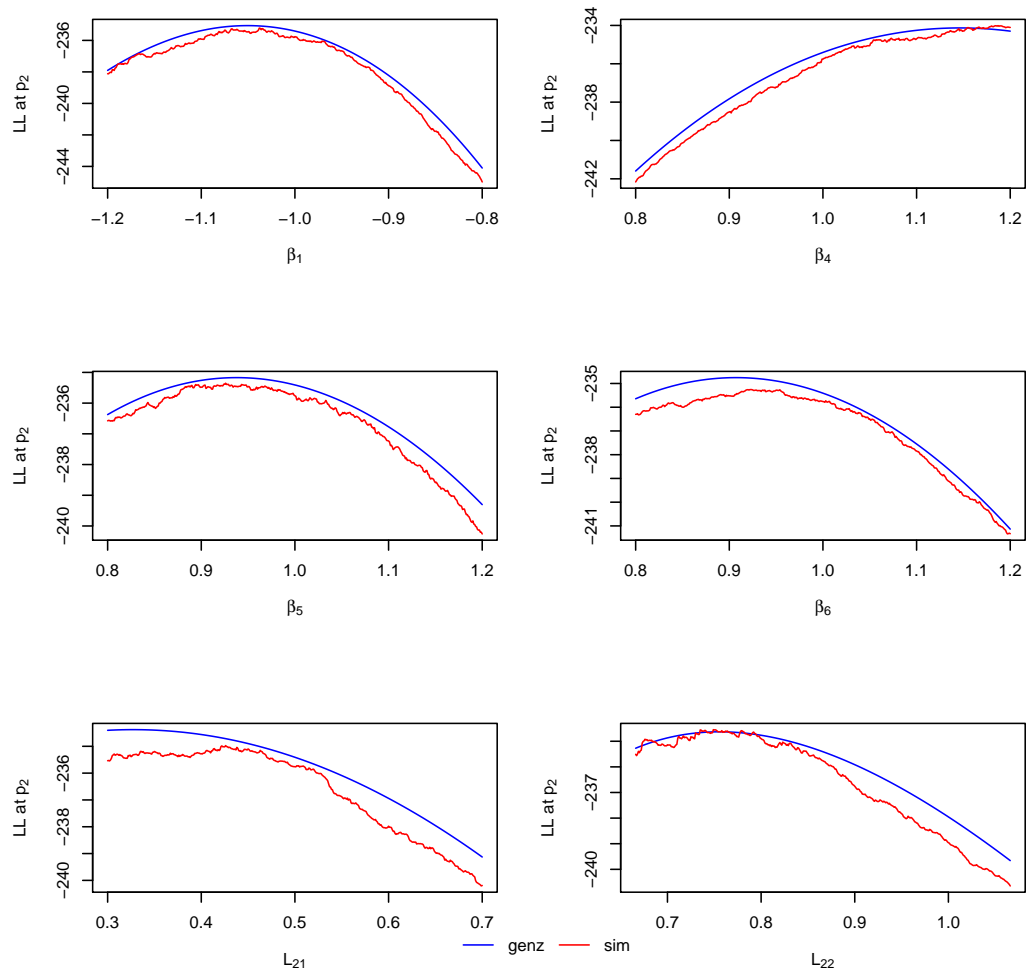 LL at p₂
−236
−240
−244
−1.2 −1.1 −1.0 −0.9 −0.8
β₁
LL at p₂
−234
−238
−242
0.8 0.9 1.0 1.1 1.2
β₄
LL at p₂
−236
−238
−240
0.8 0.9 1.0 1.1 1.2
β₅
LL at p₂
−235
−238
−241
0.8 0.9 1.0 1.1 1.2
β₆
LL at p₂
−236
−238
−240
0.3 0.4 0.5 0.6 0.7
L₂₁
LL at p₂
−237
−240
0.7 0.8 0.9 1.0
L₂₂
genz sim